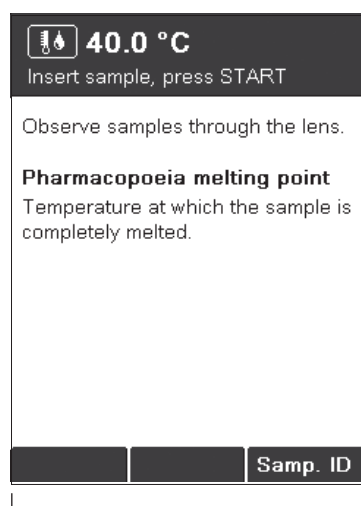 40.0 °C
Insert sample, press START
Observe samples through the lens.
Pharmacopoeia melting point
Temperature at which the sample is
completely melted.
Samp. ID